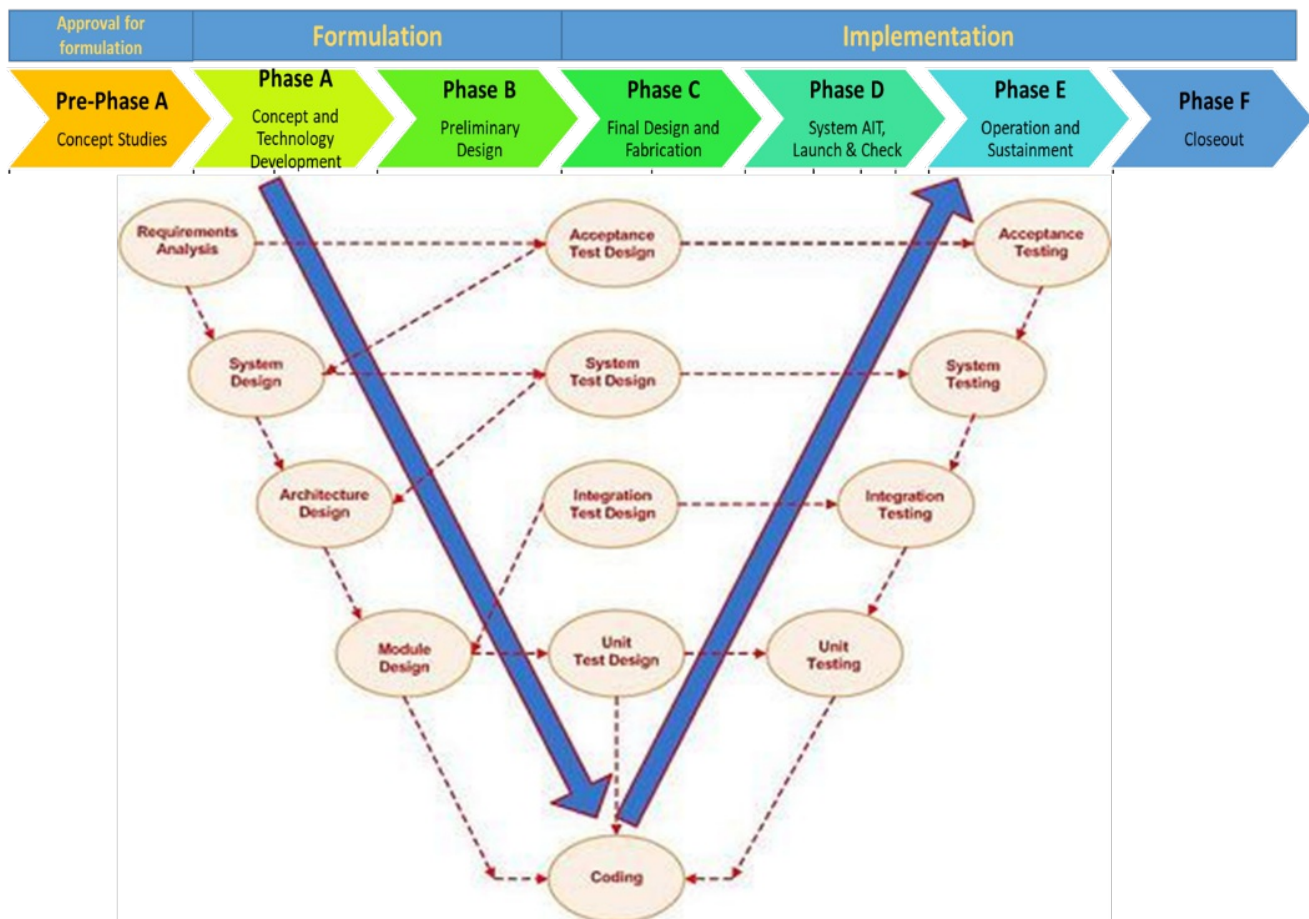 Approval for
formulation
Formulation
Implementation
Pre-Phase A
Concept Studies
Phase A
Concept and
Technology
Development
Phase B
Preliminary
Design
Phase C
Final Design and
Fabrication
Phase D
System AIT,
Launch & Check
Phase E
Operation and
Sustainment
Phase F
Closeout
Requirements
Analysis
Acceptance
Test Design
Acceptance
Testing
System
Design
System
Test Design
System
Testing
Architecture
Design
Integration
Test Design
Integration
Testing
Module
Design
Unit
Test Design
Unit
Testing
Coding